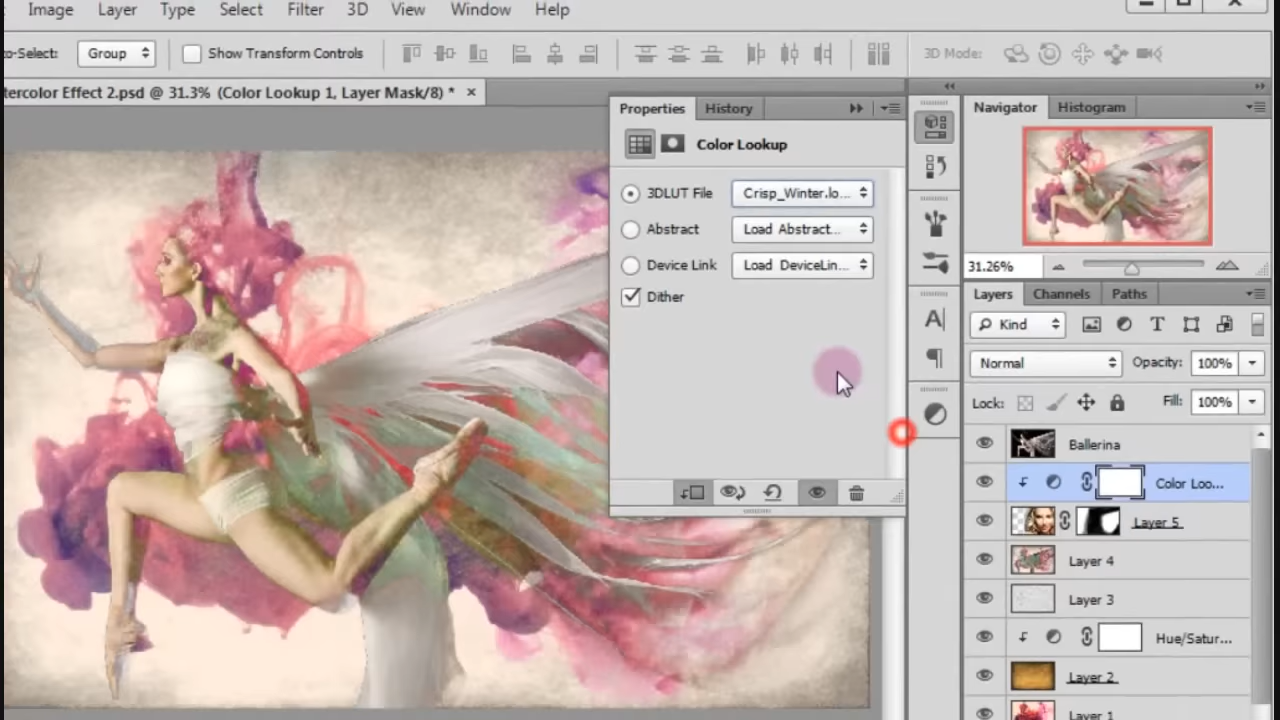 Image Layer Type Select Filter 3D View Window Help
o-Select: Group Show Transform Controls 3D Mode:
tercolor Effect 2.psd @ 31.3% (Color Lookup 1, Layer Mask/8) * ×
Properties History
Color Lookup
3DLUT File Crisp_Winter.lo...
Abstract Load Abstract...
Device Link Load DeviceLin...
Dither
A
Navigator Histogram
31.26%
Layers Channels Paths
Kind T
Normal Opacity: 100%
Lock: Fill: 100%
Ballerina
Color Loo...
Layer 5
Layer 4
Layer 3
Hue/Satur...
Layer 2
Layer 1